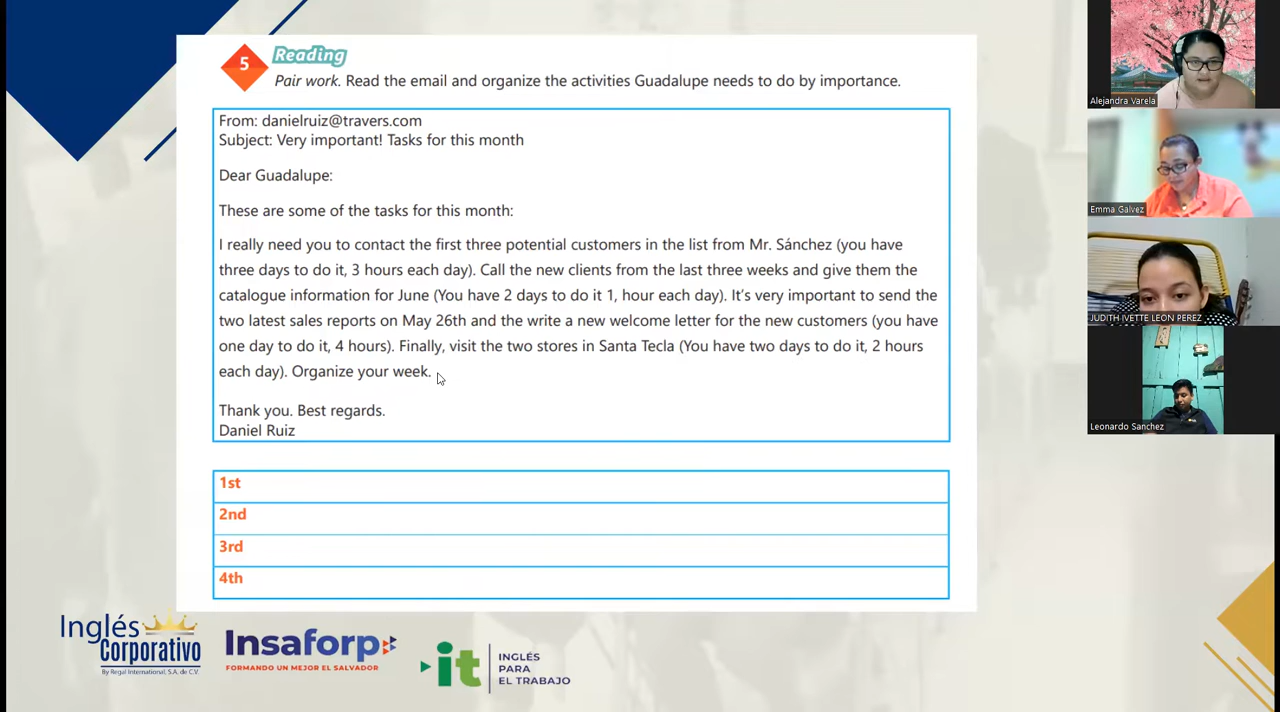 5
Reading
Pair work. Read the email and organize the activities Guadalupe needs to do by importance.
From: danielruiz@travers.com
Subject: Very important! Tasks for this month
Dear Guadalupe:
These are some of the tasks for this month:
I really need you to contact the first three potential customers in the list from Mr. Sánchez (you have
three days to do it, 3 hours each day). Call the new clients from the last three weeks and give them the
catalogue information for June (You have 2 days to do it 1, hour each day). It's very important to send the
two latest sales reports on May 26th and the write a new welcome letter for the new customers (you have
one day to do it, 4 hours). Finally, visit the two stores in Santa Tecla (You have two days to do it, 2 hours
each day). Organize your week.
Thank you. Best regards.
Daniel Ruiz
1st
2nd
3rd
4th
Inglés
Corporativo
By Regal International, S.A. de C.V.
Insaforp
FORMANDO UN MEJOR EL SALVADOR
it
INGLÉS
PARA
EL TRABAJO
Alejandra Varela
Emma Galvez
JUDITH IVETTE LEON PEREZ
Leonardo Sanchez